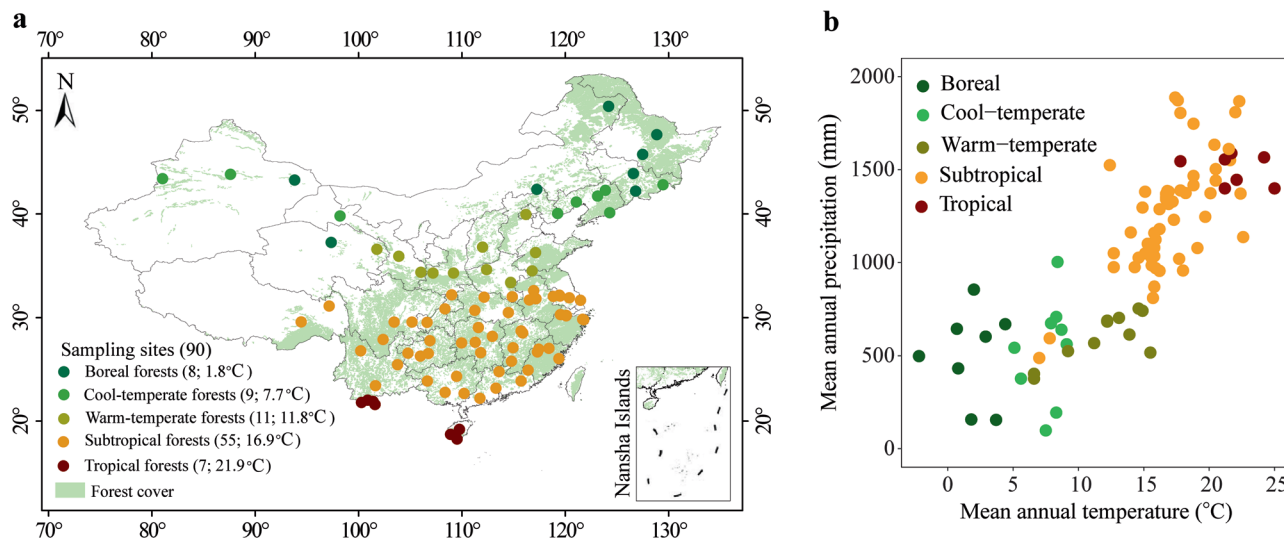 a
70° 80° 90° 100° 110° 120° 130°
N
50° 50°
40° 40°
30° 30°
20° 20°
Sampling sites (90)
Boreal forests (8; 1.8°C)
Cool-temperate forests (9; 7.7°C)
Warm-temperate forests (11; 11.8°C)
Subtropical forests (55; 16.9°C)
Tropical forests (7; 21.9°C)
Forest cover
Nansha Islands
70° 80° 90° 100° 110° 120° 130°
b
Mean annual precipitation (mm)
2000
1500
1000
500
0
Boreal
Cool−temperate
Warm−temperate
Subtropical
Tropical
0 5 10 15 20 25
Mean annual temperature (°C)